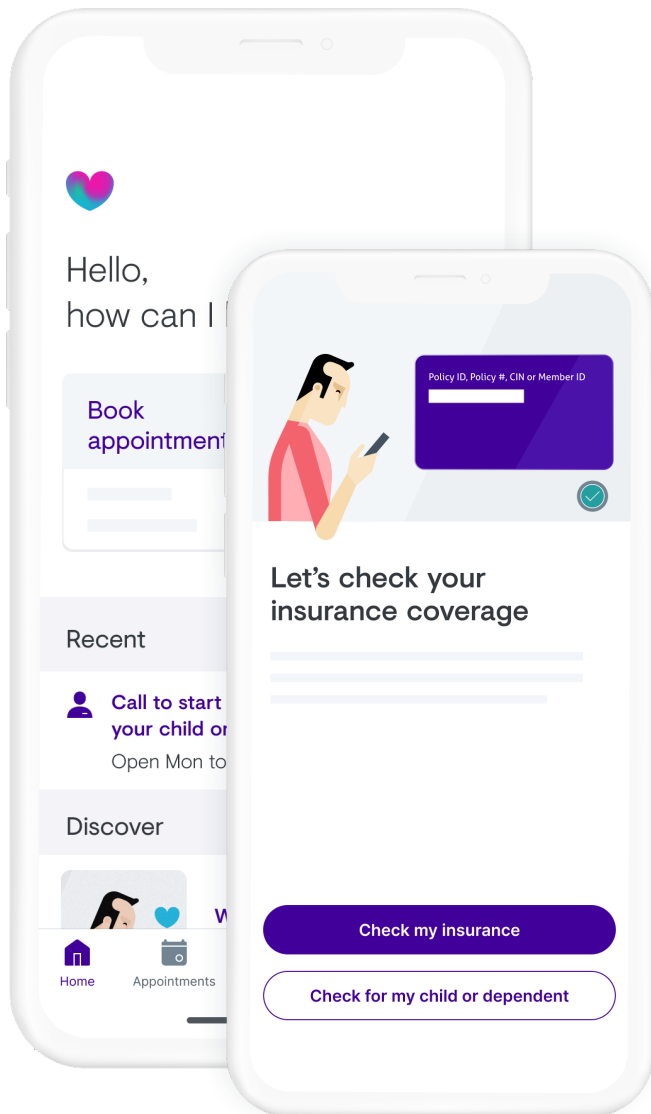 Hello,
how can I
Book
appointment
Recent
Call to start
your child or
Open Mon to
Discover
Home
Appointments
Policy ID, Policy #, CIN or Member ID
Let’s check your
insurance coverage
Check my insurance
Check for my child or dependent